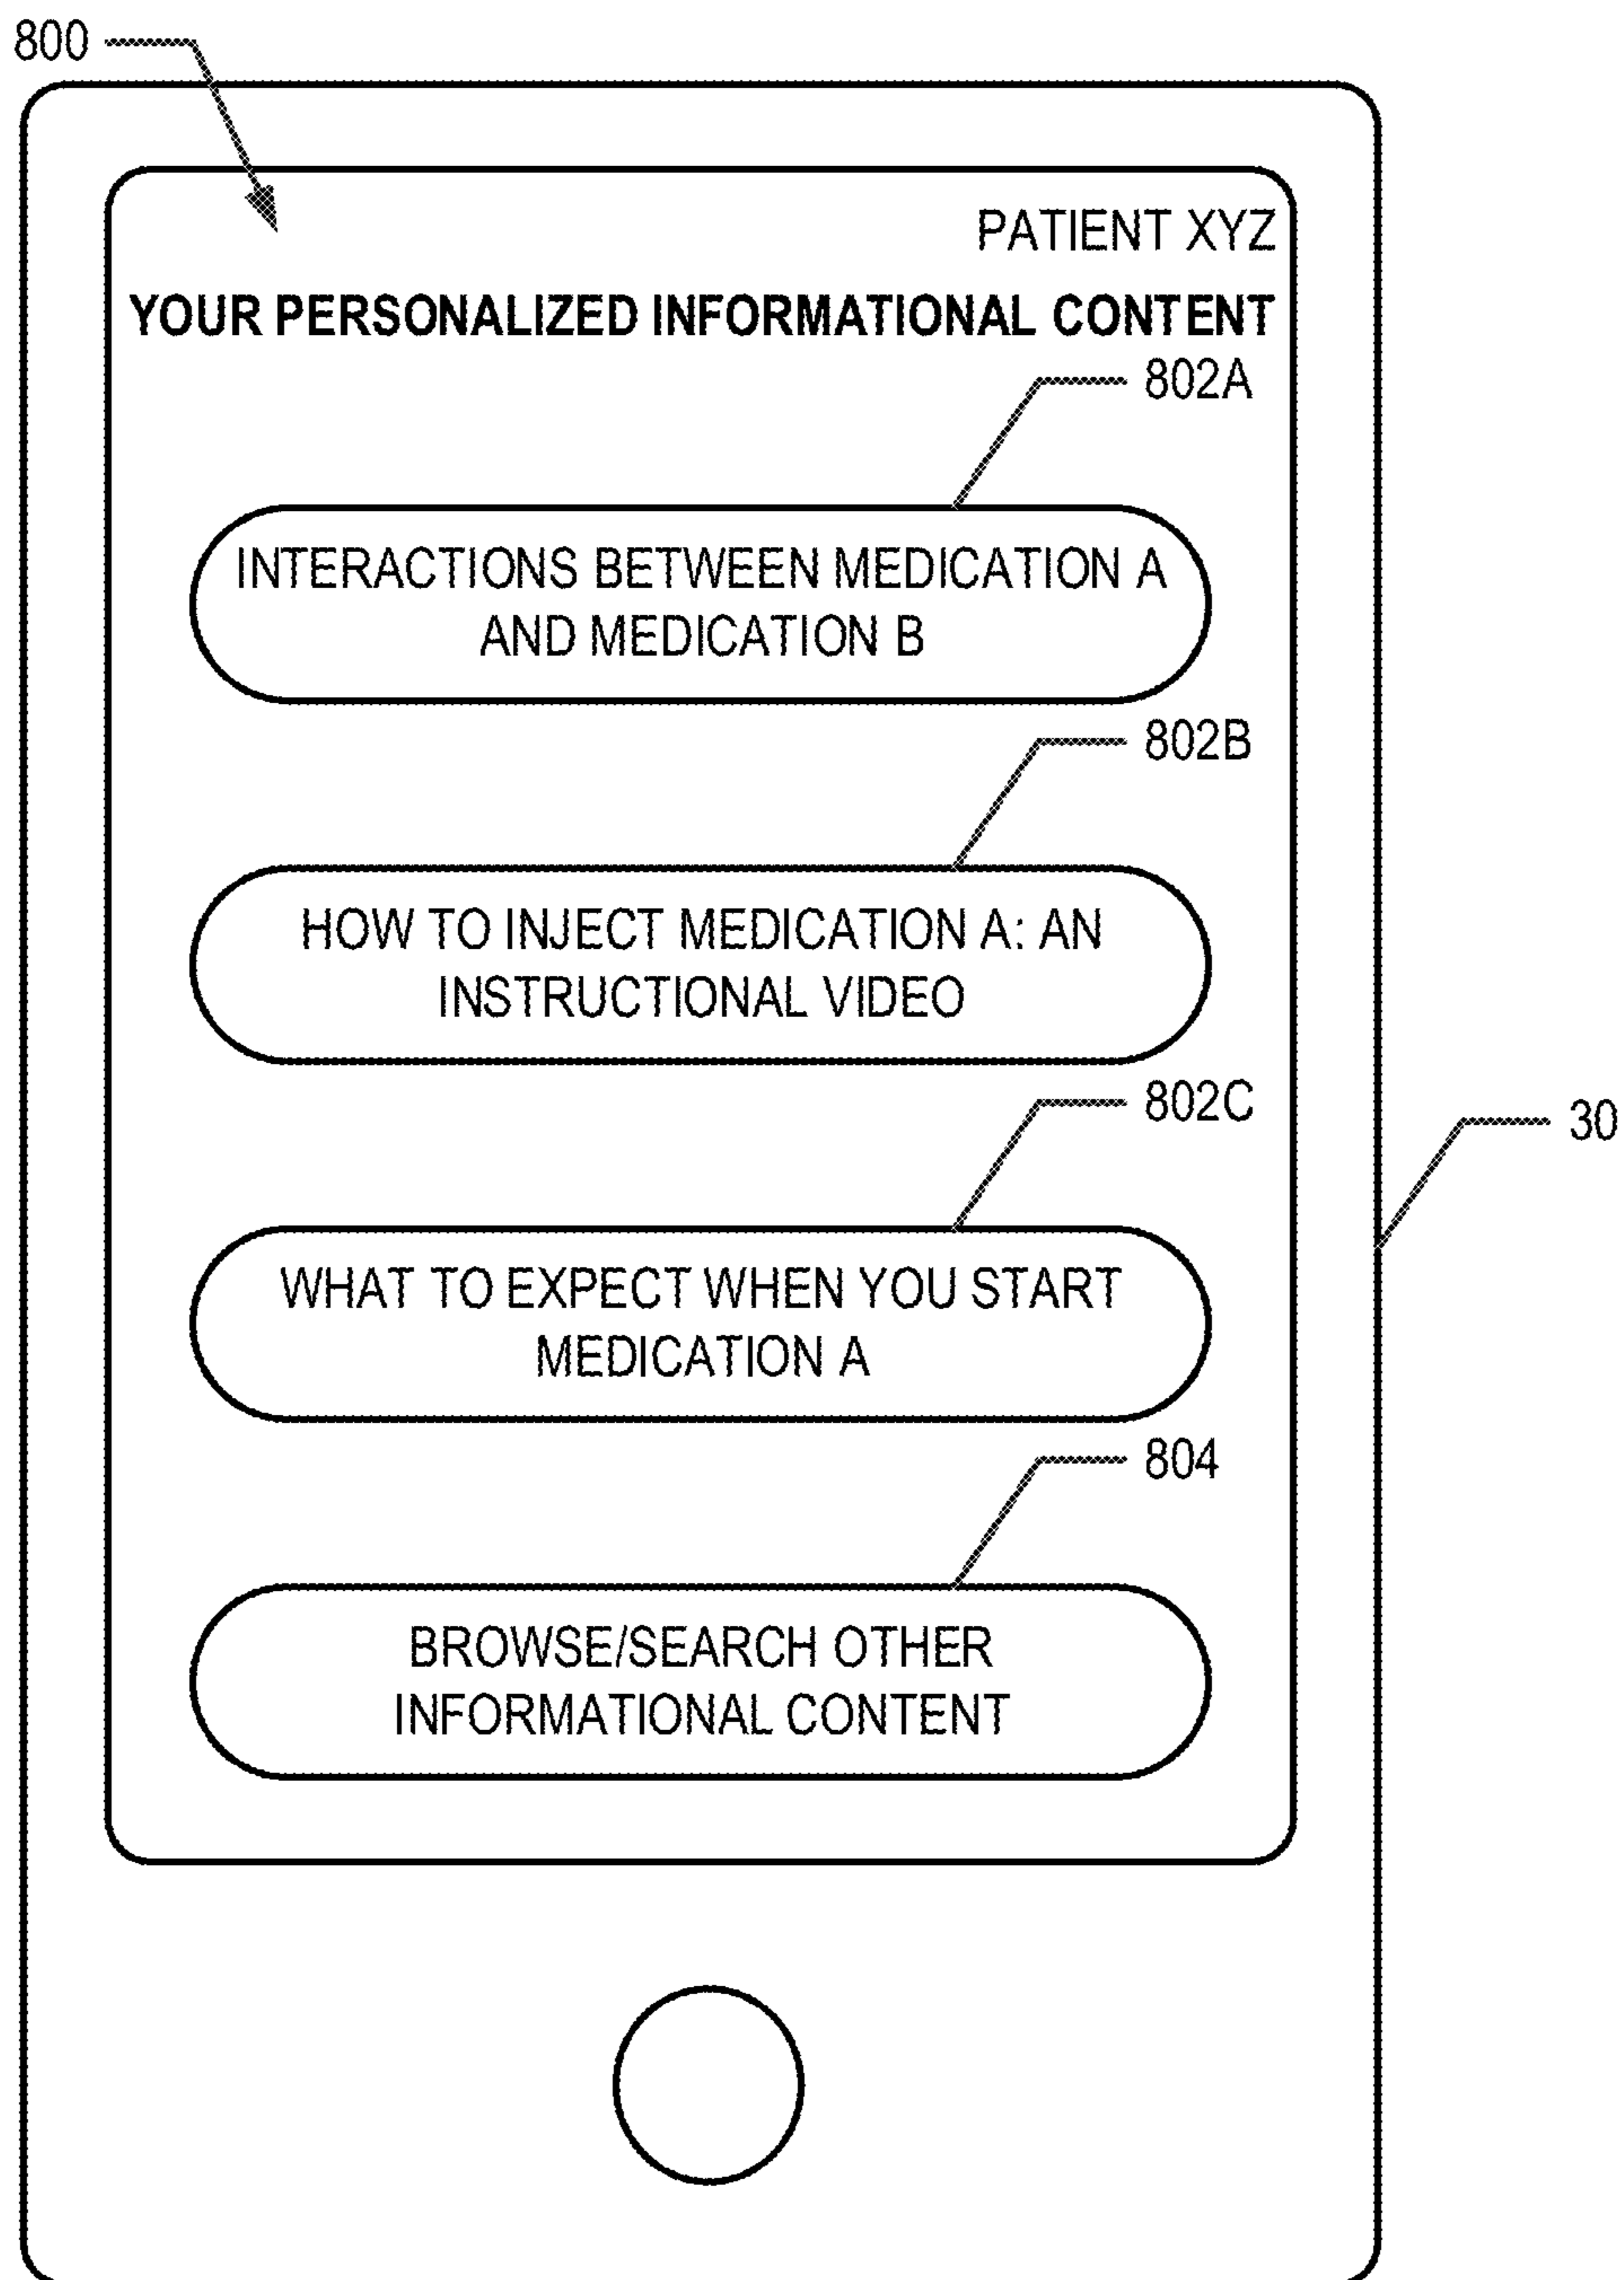 800
PATIENT XYZ
YOUR PERSONALIZED INFORMATIONAL CONTENT
802A
INTERACTIONS BETWEEN MEDICATION A
AND MEDICATION B
802B
HOW TO INJECT MEDICATION A: AN
INSTRUCTIONAL VIDEO
802C
30
WHAT TO EXPECT WHEN YOU START
MEDICATION A
804
BROWSE/SEARCH OTHER
INFORMATIONAL CONTENT